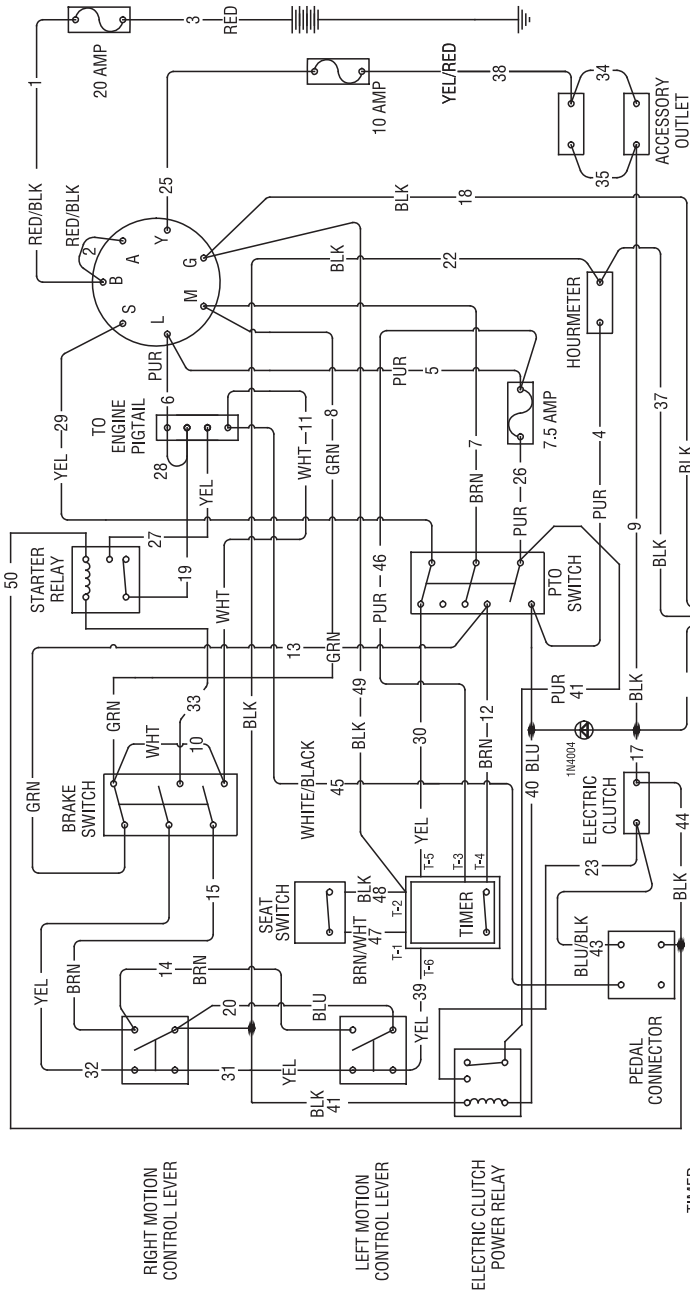 50
STARTER
RELAY
YEL
29
TO
ENGINE
PIGTAIL
PUR
6
28
27
YEL
19
WHT
11
GRN
8
S
B
A
L
Y
M
G
2
RED/BLK
RED/BLK
1
20 AMP
3
RED
25
10 AMP
YEL/RED
38
34
35
ACCESSORY
OUTLET
BLK
18
BLK
22
HOURMETER
37
BLK
BLK
PUR
5
7.5 AMP
BRN
7
PUR
26
PUR
46
PUR
4
9
BLK
PTO
SWITCH
PUR
41
GRN
BRAKE
SWITCH
GRN
WHT
10
33
WHT
13
GRN
BLK
BLK
49
WHITE/BLACK
45
30
YEL
BRN
12
BLU
40
1N4004
17
ELECTRIC
CLUTCH
23
BLK
44
BLU/BLK
43
PEDAL
CONNECTOR
SEAT
SWITCH
BLK
48
BRN/WHT
47
T-1
T-2
T-3
T-4
T-5
T-6
TIMER
YEL
39
YEL
32
BRN
15
14
BRN
20
BLU
31
YEL
BLK
41
RIGHT MOTION
CONTROL LEVER
LEFT MOTION
CONTROL LEVER
ELECTRIC CLUTCH
POWER RELAY